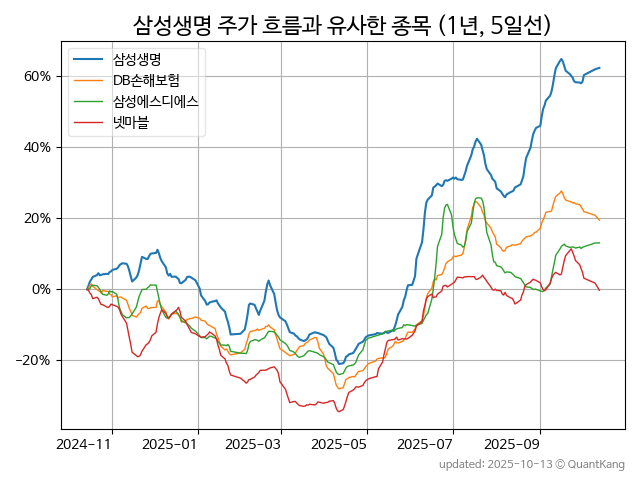 삼성생명 주가 흐름과 유사한 종목 (1년, 5일선)
삼성생명
DB손해보험
삼성에스디에스
넷마블
60%
40%
20%
0%
−20%
2024-11
2025-01
2025-03
2025-05
2025-07
2025-09
updated: 2025-10-13 © QuantKang